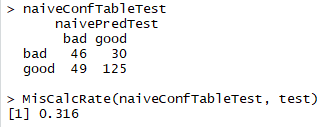 > naiveConfTableTest
naivePredTest
bad good
bad 46 30
good 49 125
> MisCalcRate(naiveConfTableTest, test)
[1] 0.316